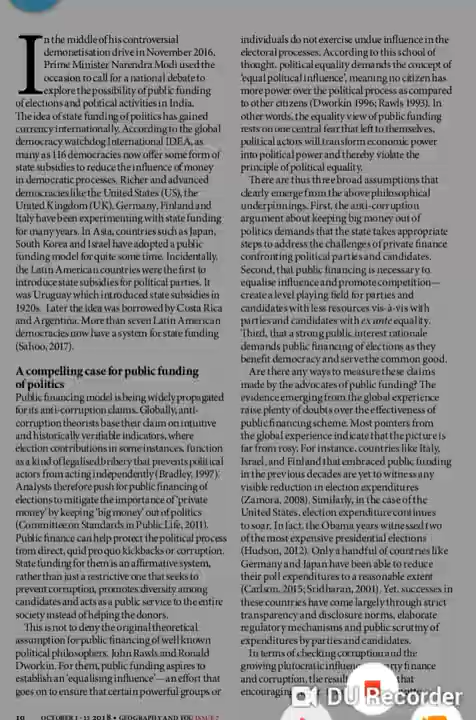 In the middle of his controversial
demonetisation drive in November 2016,
Prime Minister Narendra Modi used the
occasion to call for a national debate to
explore the possibility of public funding
of elections and political activities in India.
The idea of state funding of politics has gained
currency internationally. According to the global
democracy watchdog International IDEA, as
many as 116 democracies now offer some form of
state subsidies to reduce the influence of money
in democratic processes. Richer and advanced
democracies like the United States (US), the
United Kingdom (UK), Germany, Finland and
Italy have been experimenting with state funding
for many years. In Asia, countries such as Japan,
South Korea and Israel have adopted a public
funding model for quite some time. Incidentally,
the Latin American countries were the first to
introduce state subsidies for political parties. It
was Uruguay which introduced state subsidies in
1920s. Later the idea was borrowed by Costa Rica
and Argentina. More than seven Latin American
democracies now have a system for state funding
(Sahoo, 2017).
A compelling case for public funding
of politics
Public financing model is being widely propagated
for its anti-corruption claims. Globally, anti-
corruption theorists base their claim on intuitive
and historically verifiable indicators, where
election contributions in some instances, function
as a kind of legalised bribery that prevents political
actors from acting independently (Bradley, 1997).
Analysts therefore push for public financing of
elections to mitigate the importance of 'private
money' by keeping 'big money' out of politics
(Committee on Standards in Public Life, 2011).
Public finance can help protect the political process
from direct, quid pro quo kickbacks or corruption.
State funding for them is an affirmative system,
rather than just a restrictive one that seeks to
prevent corruption, promotes diversity among
candidates and acts as a public service to the entire
society instead of helping the donors.
This is not to deny the original theoretical
assumption for public financing of well known
political philosophers, John Rawls and Ronald
Dworkin. For them, public funding aspires to
establish an 'equalising influence'—an effort that
goes on to ensure that certain powerful groups or
10 OCTOBER 1 - 15 2018 • GEOGRAPHY AND YOU ISSUE 7
individuals do not exercise undue influence in the
electoral processes. According to this school of
thought, political equality demands the concept of
'equal political influence', meaning no citizen has
more power over the political process as compared
to other citizens (Dworkin 1996; Rawls 1993). In
other words, the equality view of public funding
rests on one central fear that left to themselves,
political actors will transform economic power
into political power and thereby violate the
principle of political equality.
There are thus three broad assumptions that
clearly emerge from the above philosophical
underpinnings. First, the anti-corruption
argument about keeping big money out of
politics demands that the state takes appropriate
steps to address the challenges of private finance
confronting political parties and candidates.
Second, that public financing is necessary to
equalise influence and promote competition—
create a level playing field for parties and
candidates with less resources vis-à-vis with
parties and candidates with ex ante equality.
Third, that a strong public interest rationale
demands public financing of elections as they
benefit democracy and serve the common good.
Are there any ways to measure these claims
made by the advocates of public funding? The
evidence emerging from the global experience
raise plenty of doubts over the effectiveness of
public financing scheme. Most pointers from
the global experience indicate that the picture is
far from rosy. For instance, countries like Italy,
Israel, and Finland that embraced public funding
in the previous decades are yet to witness any
visible reduction in election expenditures
(Zamora, 2008). Similarly, in the case of the
United States, election expenditure continues
to soar. In fact, the Obama years witnessed two
of the most expensive presidential elections
(Hudson, 2012). Only a handful of countries like
Germany and Japan have been able to reduce
their poll expenditures to a reasonable extent
(Carlson, 2015; Sridharan, 2001). Yet, successes in
these countries have come largely through strict
transparency and disclosure norms, elaborate
regulatory mechanisms and public scrutiny of
expenditures by parties and candidates.
In terms of checking corruption and the
growing plutocratic finance
and corruption, the that
encouraging
DU Recorder